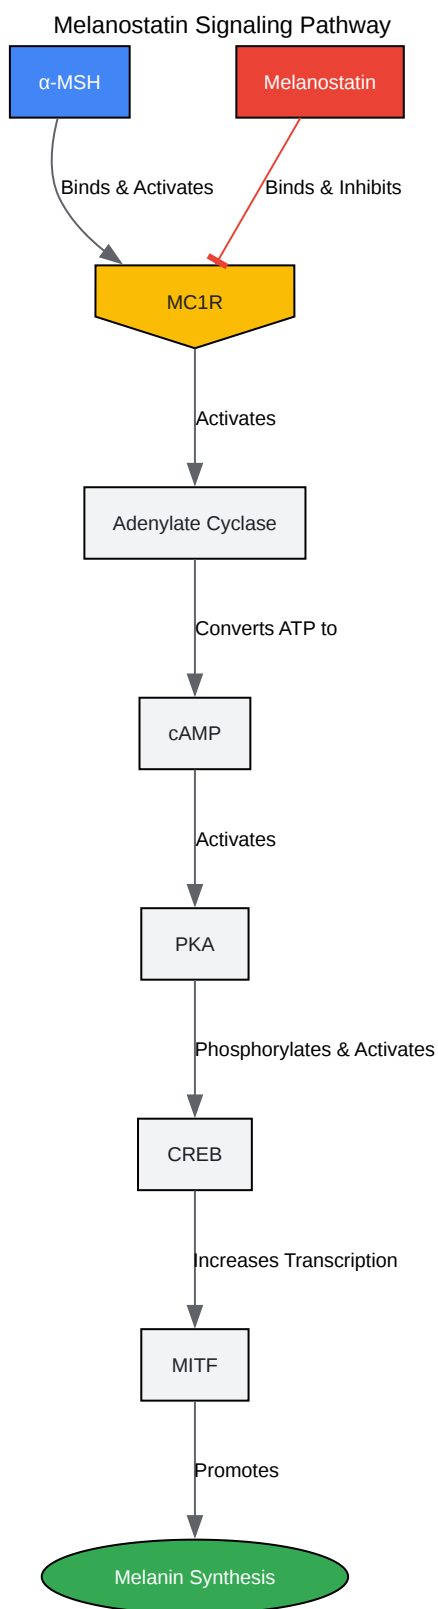 Melanostatin Signaling Pathway
α-MSH
Melanostatin
Binds & Activates
Binds & Inhibits
MC1R
Activates
Adenylate Cyclase
Converts ATP to
cAMP
Activates
PKA
Phosphorylates & Activates
CREB
Increases Transcription
MITF
Promotes
Melanin Synthesis